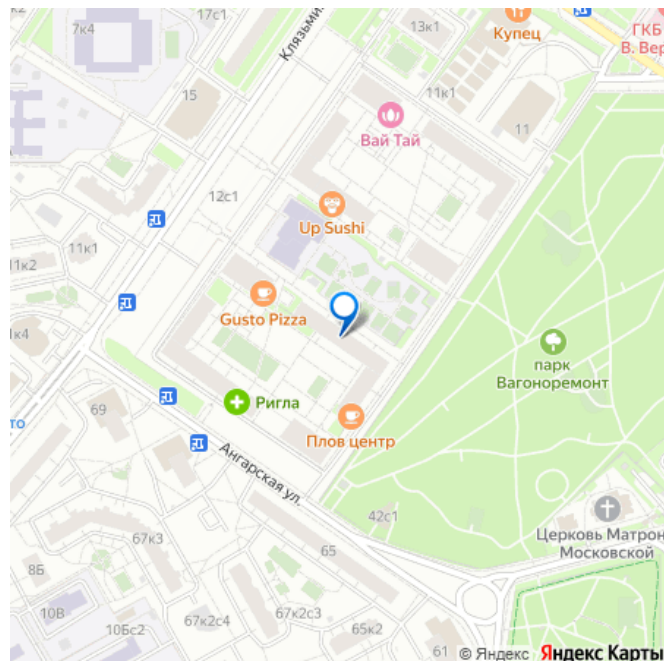 17с1
7к4
Клязьмин
13к1
Купец
ГКБ
В. Вер
15
11к1
11
Вай Тай
12с1
Up Sushi
11к1
11к2
Gusto Pizza
1к4
парк
Вагоноремонт
69
Ригла
то
Плов центр
Ангарская ул.
42с1
67к3
65
Церковь Матрон
Московской
8Б
10В
10Бс2
67к2с4
67к2с3
65к2
61
© Яндекс Яндекс Карты